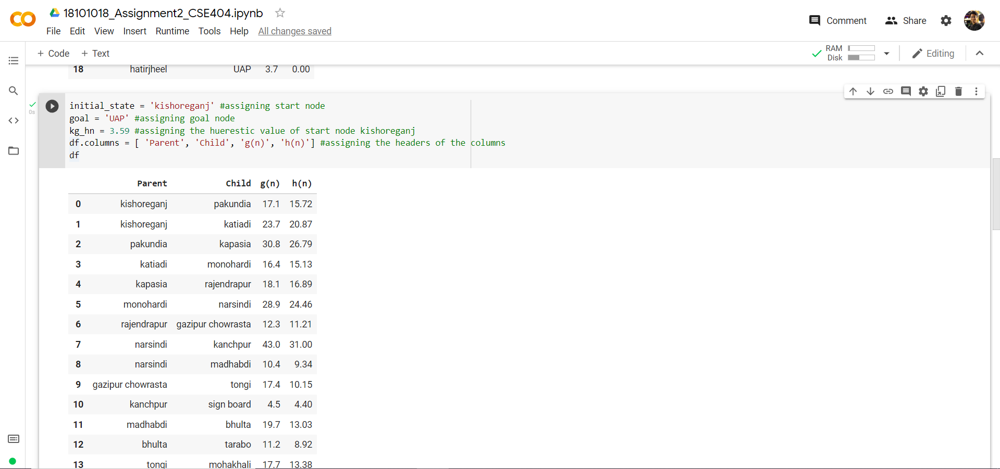 18101018_Assignment2_CSE404.ipynb
File Edit View Insert Runtime Tools Help All changes saved
Comment Share
+ Code + Text
RAM
Disk
Editing
18 hatirjheel UAP 3.7 0.00
0s
initial_state = 'kishoreganj' #assigning start node
goal = 'UAP' #assigning goal node
kg_hn = 3.59 #assigning the huerestic value of start node kishoreganj
df.columns = [ 'Parent', 'Child', 'g(n)', 'h(n)'] #assigning the headers of the columns
df
Parent Child g(n) h(n)
0 kishoreganj pakundia 17.1 15.72
1 kishoreganj katiadi 23.7 20.87
2 pakundia kapasia 30.8 26.79
3 katiadi monohardi 16.4 15.13
4 kapasia rajendrapur 18.1 16.89
5 monohardi narsindi 28.9 24.46
6 rajendrapur gazipur chowrasta 12.3 11.21
7 narsindi kanchpur 43.0 31.00
8 narsindi madhabdi 10.4 9.34
9 gazipur chowrasta tongi 17.4 10.15
10 kanchpur sign board 4.5 4.40
11 madhabdi bhulta 19.7 13.03
12 bhulta tarabo 11.2 8.92
13 tongi mohakhali 17.7 13.38